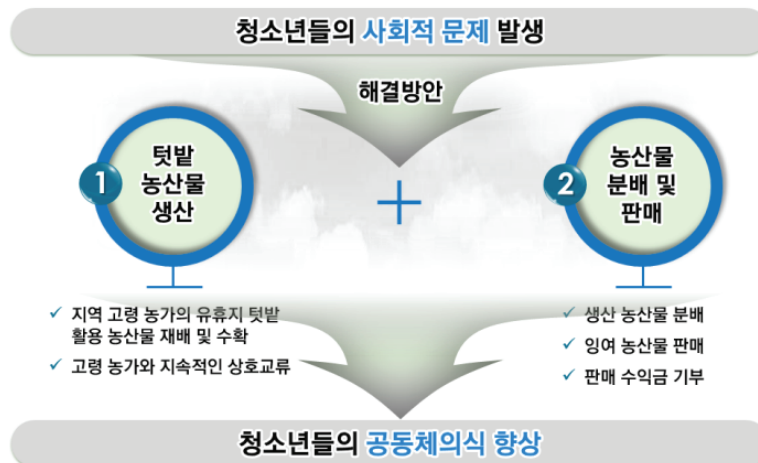 청소년들의 사회적 문제 발생
해결방안
1
텃밭
농산물
생산
+
2
농산물
분배 및
판매
✓ 지역 고령 농가의 유휴지 텃밭
활용 농산물 재배 및 수확
✓ 고령 농가와 지속적인 상호교류
✓ 생산 농산물 분배
✓ 잉여 농산물 판매
✓ 판매 수익금 기부
청소년들의 공동체의식 향상